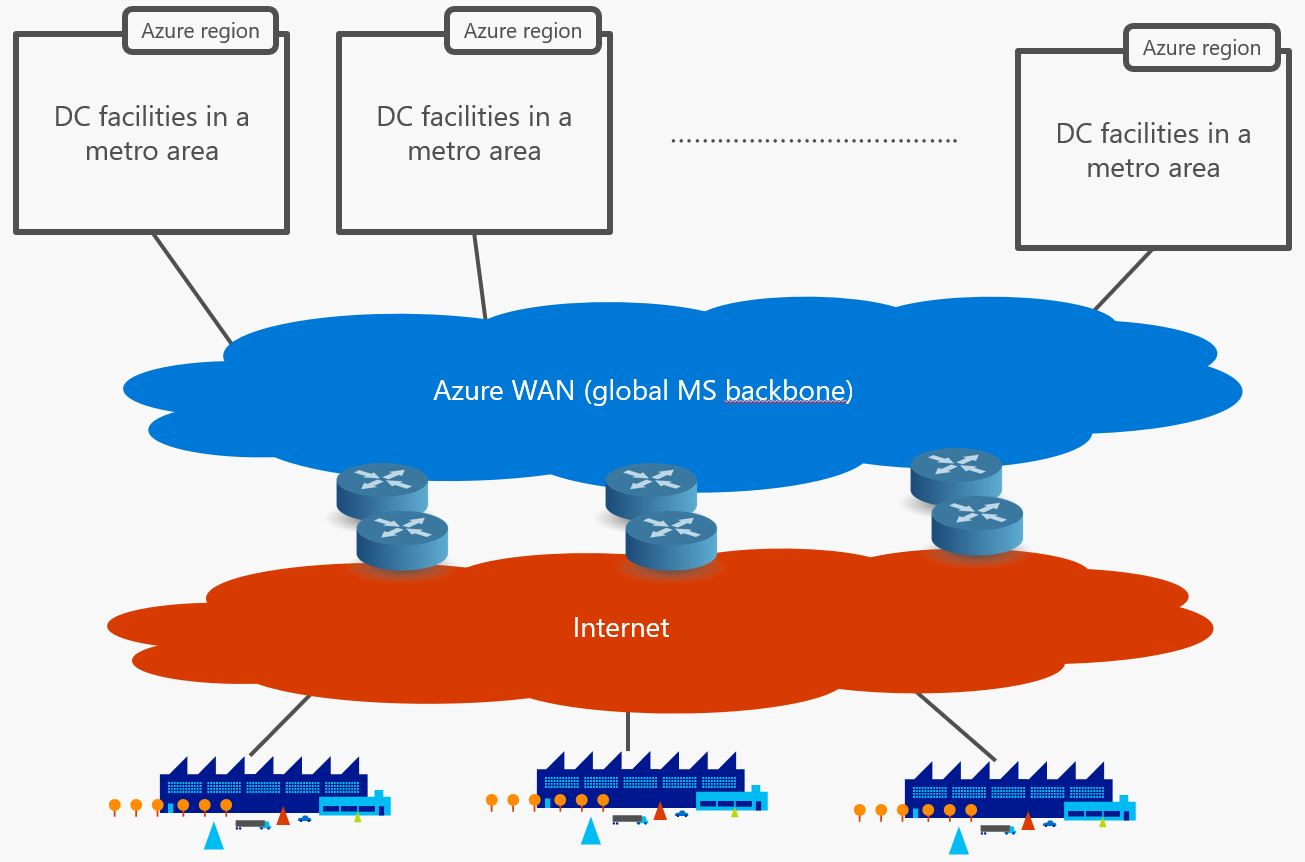 Azure region
DC facilities in a
metro area
Azure region
DC facilities in a
metro area
Azure region
DC facilities in a
metro area
Azure WAN (global MS backbone)
Internet